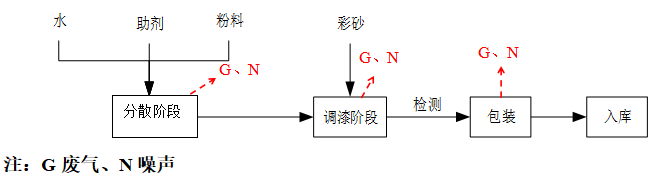 水 助剂 粉料 彩砂
G、N G、N G、N
分散阶段 调漆阶段 检测 包装 入库
注：G 废气、N 噪声